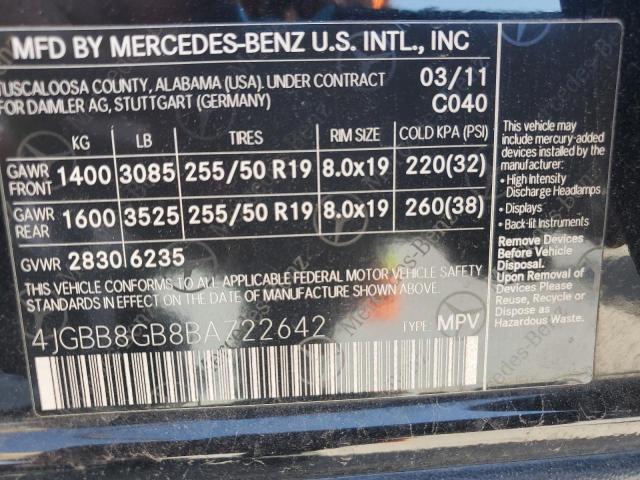 MFD BY MERCEDES-BENZ U.S. INTL., INC
TUSCALOOSA COUNTY, ALABAMA (USA). UNDER CONTRACT 03/11
FOR DAIMLER AG, STUTTGART (GERMANY) C040
KG LB TIRES RIM SIZE COLD KPA (PSI)
GAWR FRONT 1400 3085 255/50 R19 8.0x19 220(32)
GAWR REAR 1600 3525 255/50 R19 8.0x19 260(38)
GVWR 2830 6235
THIS VEHICLE CONFORMS TO ALL APPLICABLE FEDERAL MOTOR VEHICLE SAFETY
STANDARDS IN EFFECT ON THE DATE OF MANUFACTURE SHOWN ABOVE.
4JGBB8GB8BA722642 TYPE: MPV
This vehicle may
include mercury-added
devices installed by the
manufacturer:
• High Intensity
Discharge Headlamps
• Displays
• Back-lit Instruments
Remove Devices
Before Vehicle
Disposal.
Upon Removal of
Devices Please
Reuse, Recycle or
Dispose as
Hazardous Waste.